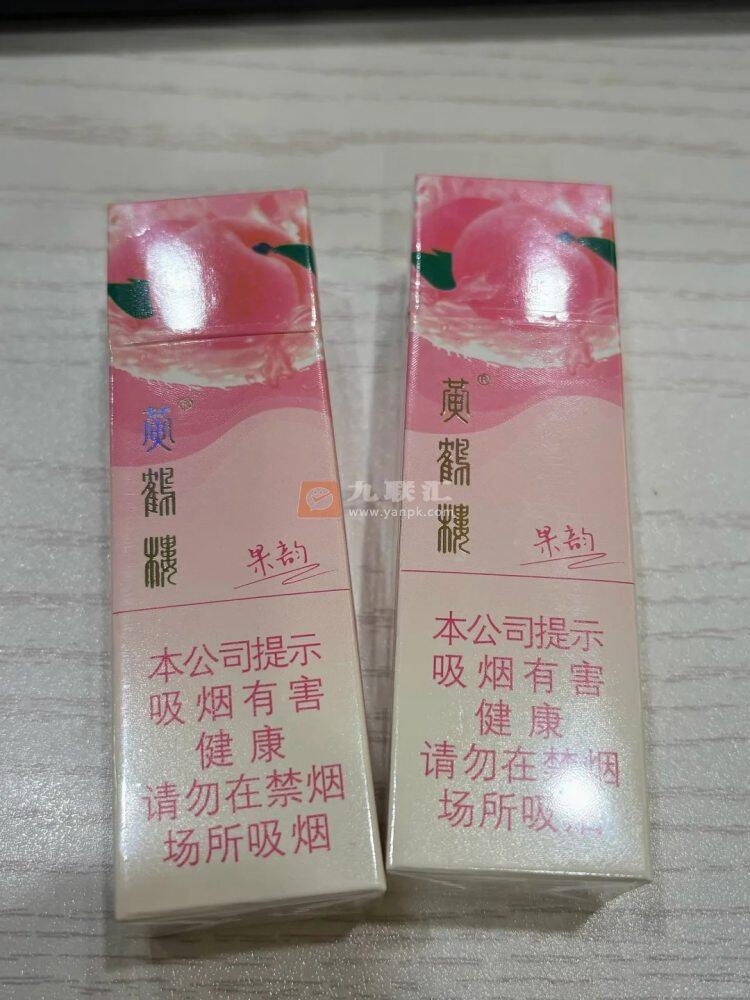 黄鹤楼®
果韵
本公司提示
吸烟有害
健康
请勿在禁烟
场所吸烟
黄鹤楼®
果韵
本公司提示
吸烟有害
健康
请勿在禁烟
场所吸烟
九联汇
www.yanpk.com